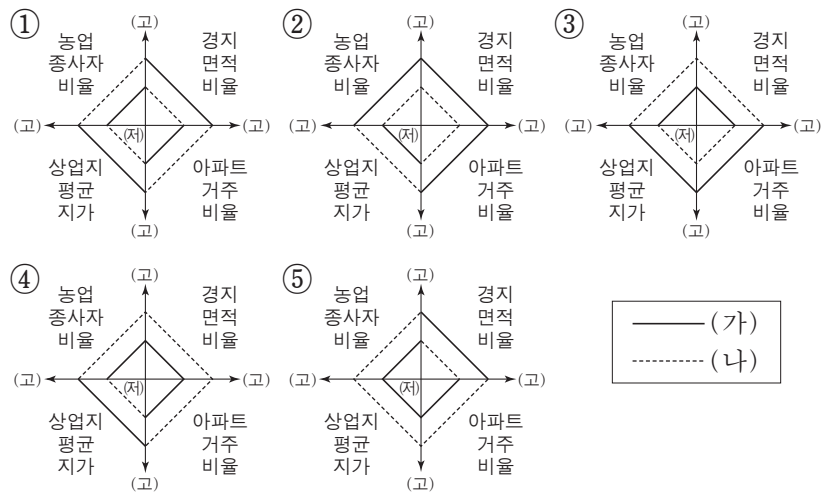 ① ② ③
(고) (고) (고)
농업 경지 농업 경지 농업 경지
종사자 면적 종사자 면적 종사자 면적
비율 비율 비율 비율 비율 비율
(고) (저) (고) (고) (저) (고) (고) (저) (고)
상업지 아파트 상업지 아파트 상업지 아파트
평균 거주 평균 거주 평균 거주
지가 비율 지가 비율 지가 비율
(고) (고) (고)
④ ⑤
(고) (고)
농업 경지 농업 경지
종사자 면적 종사자 면적
비율 비율 비율 비율
(고) (저) (고) (고) (저) (고)
상업지 아파트 상업지 아파트
평균 거주 평균 거주
지가 비율 지가 비율
(고) (고)
(가)
(나)